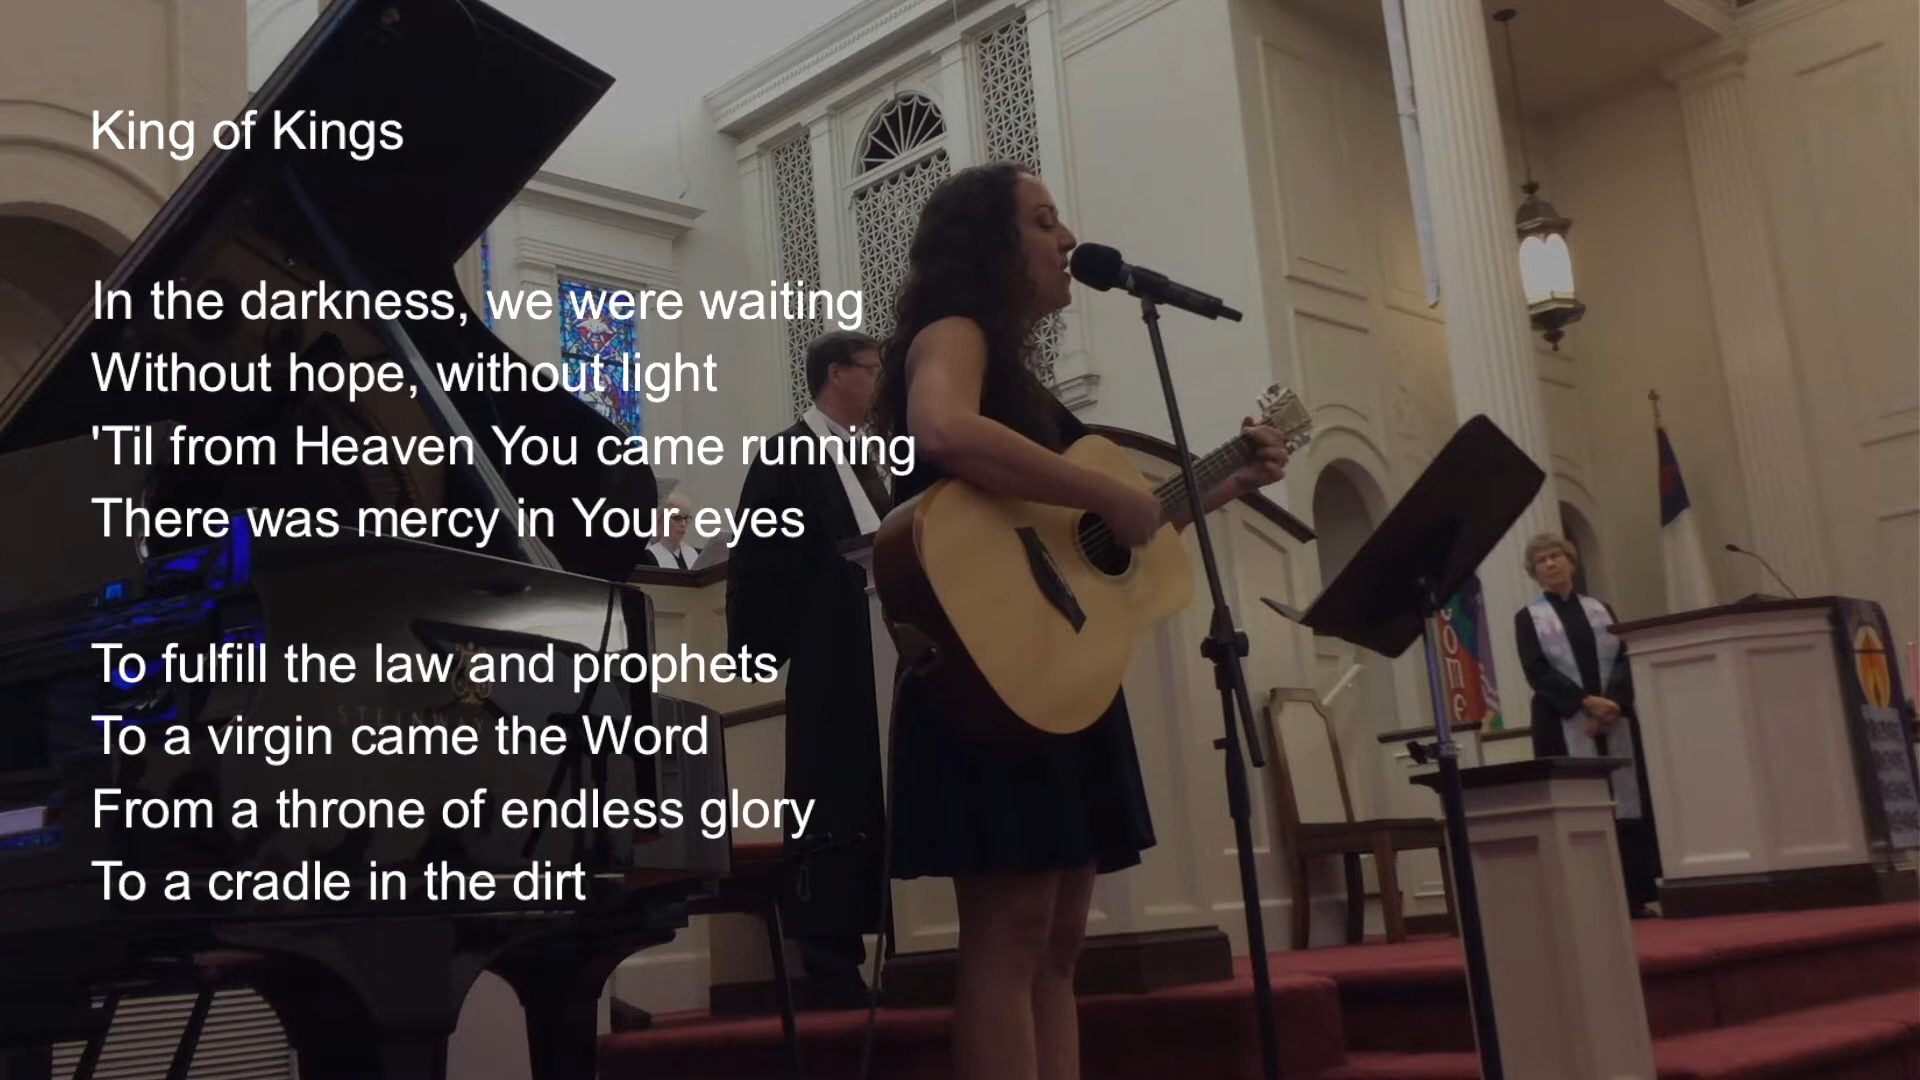 King of Kings
In the darkness, we were waiting
Without hope, without light
'Til from Heaven You came running
There was mercy in Your eyes
To fulfill the law and prophets
To a virgin came the Word
From a throne of endless glory
To a cradle in the dirt
STEINWAY
come